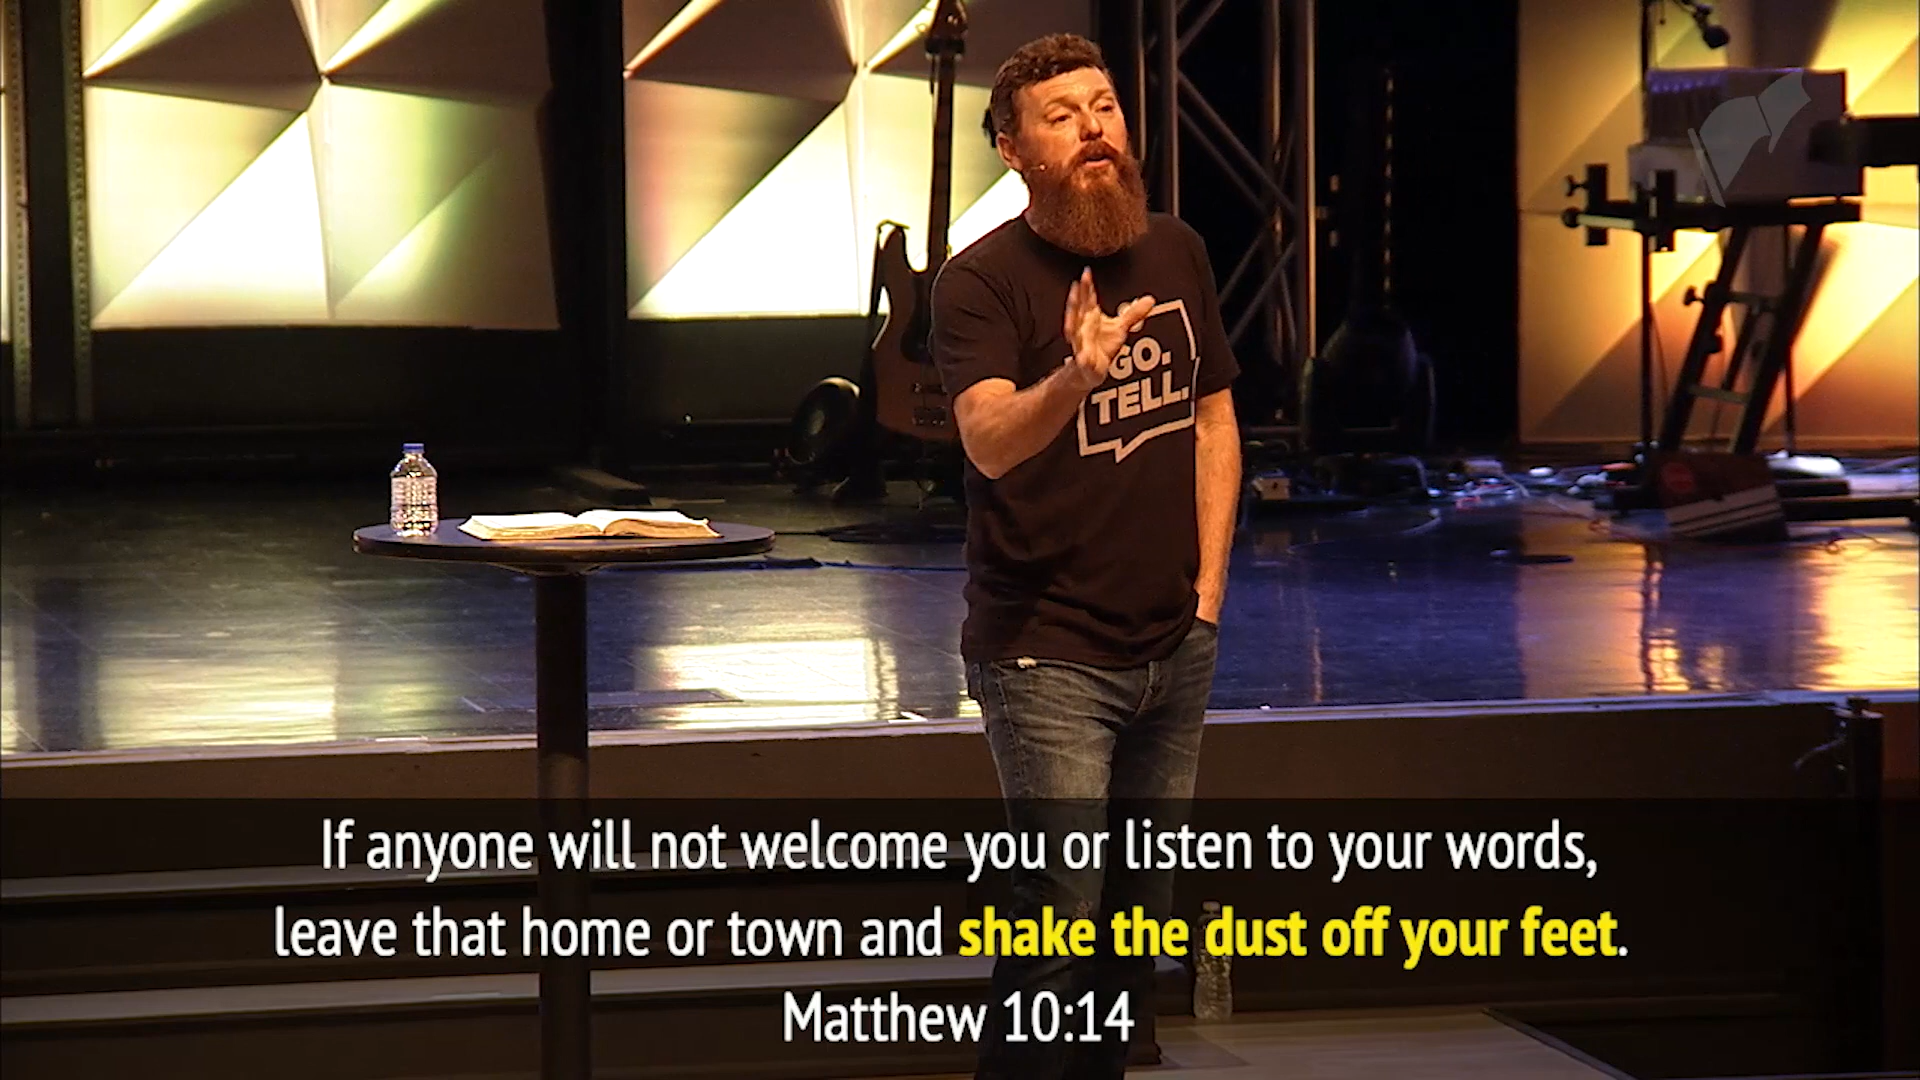 GO.
TELL.
If anyone will not welcome you or listen to your words,
leave that home or town and shake the dust off your feet.
Matthew 10:14